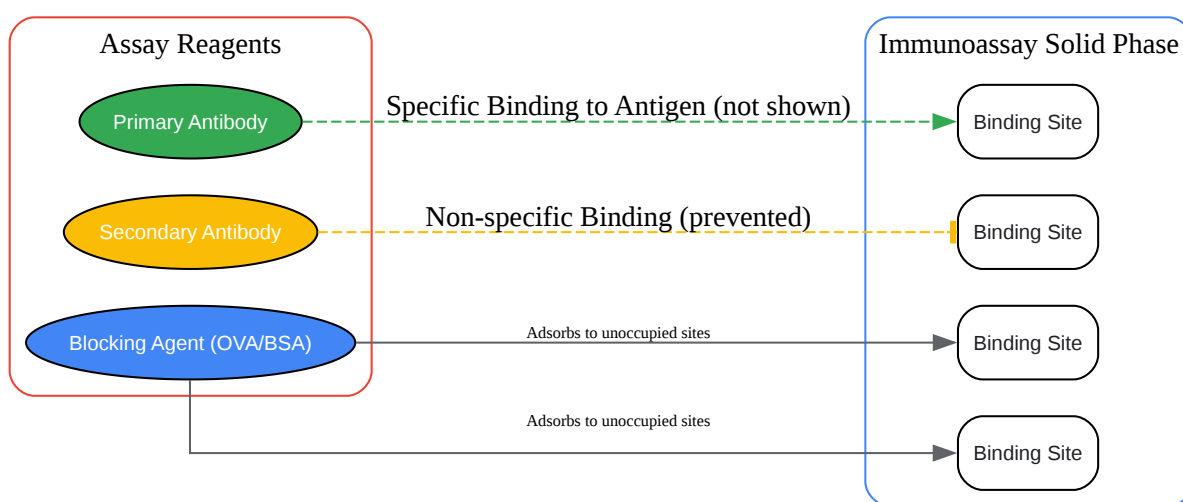 Assay Reagents
Immunoassay Solid Phase
Primary Antibody
Specific Binding to Antigen (not shown)
Binding Site
Secondary Antibody
Non-specific Binding (prevented)
Binding Site
Blocking Agent (OVA/BSA)
Adsorbs to unoccupied sites
Binding Site
Adsorbs to unoccupied sites
Binding Site